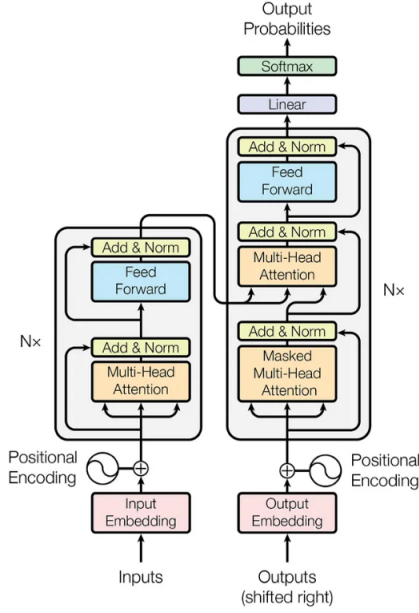 Output
Probabilities
Softmax
Linear
Add & Norm
Feed
Forward
Add & Norm
Multi-Head
Attention
Add & Norm
Masked
Multi-Head
Attention
Nx
Positional
Encoding
Output
Embedding
Outputs
(shifted right)
Add & Norm
Feed
Forward
Add & Norm
Multi-Head
Attention
N×
Positional
Encoding
Input
Embedding
Inputs